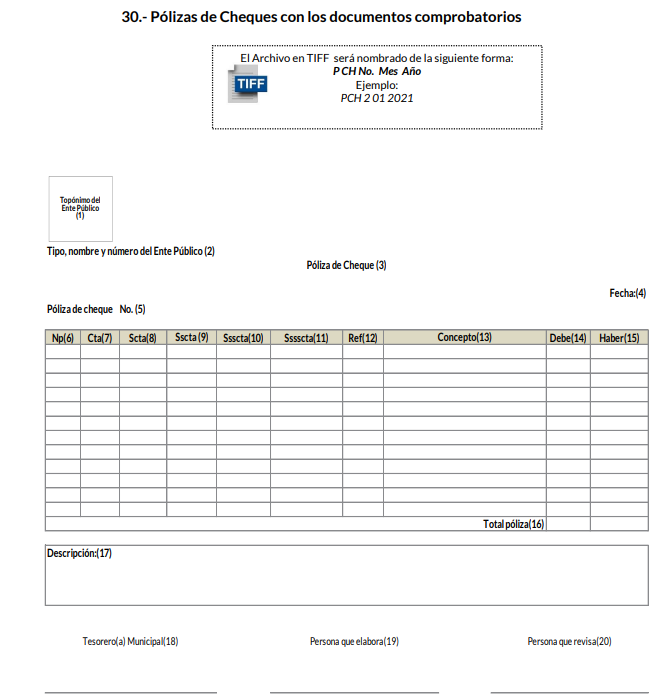 30.- Pólizas de Cheques con los documentos comprobatorios
El Archivo en TIFF será nombrado de la siguiente forma:
P CH No. Mes Año
TIFF
Ejemplo:
PCH 2 01 2021
Topónimo del
Ente Público
(1)
Tipo, nombre y número del Ente Público (2)
Póliza de Cheque (3)
Fecha:(4)
Póliza de cheque No. (5)
Np(6) Cta(7) Scta(8) Sscta (9) Ssscta(10) Sssscta(11) Ref(12) Concepto(13) Debe(14) Haber(15)
Total póliza(16)
Descripción:(17)
Tesorero(a) Municipal(18) Persona que elabora(19) Persona que revisa(20)